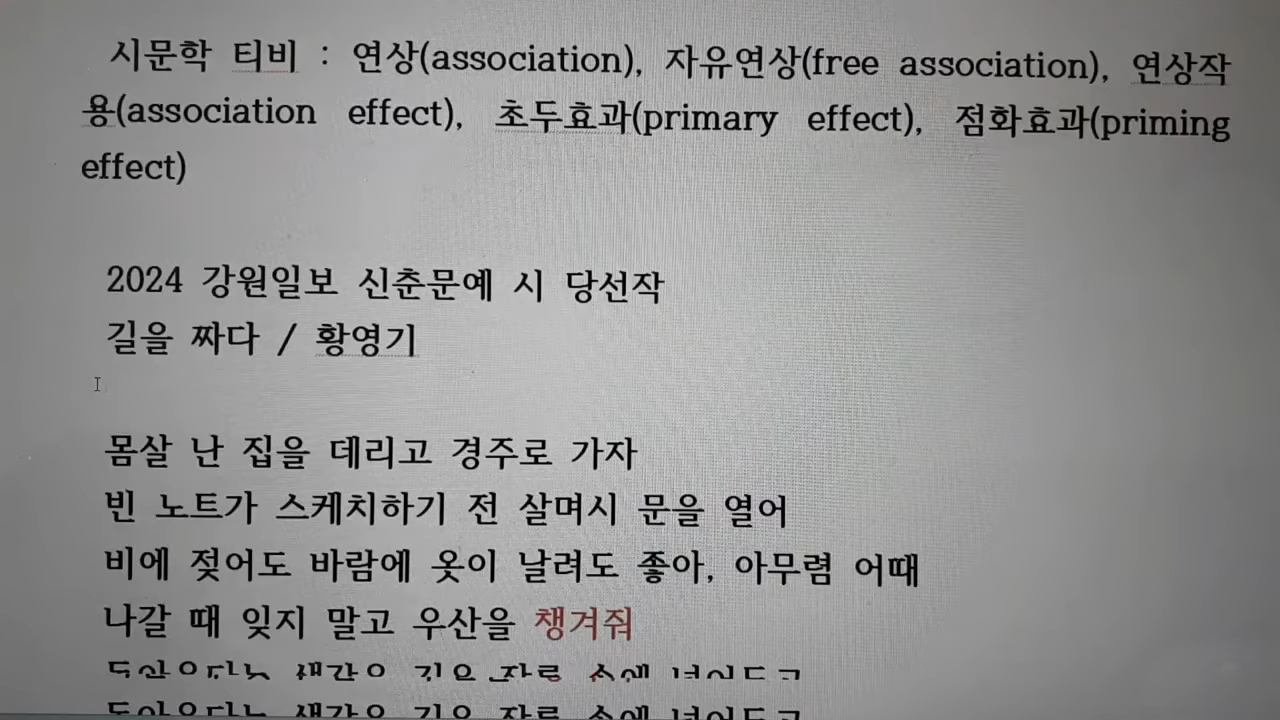 시문학 티비 : 연상(association), 자유연상(free association), 연상작
용(association effect), 초두효과(primary effect), 점화효과(priming
effect)
2024 강원일보 신춘문예 시 당선작
길을 짜다 / 황영기
몸살 난 집을 데리고 경주로 가자
빈 노트가 스케치하기 전 살며시 문을 열어
비에 젖어도 바람에 옷이 날려도 좋아, 아무렴 어때
나갈 때 잊지 말고 우산을 챙겨줘